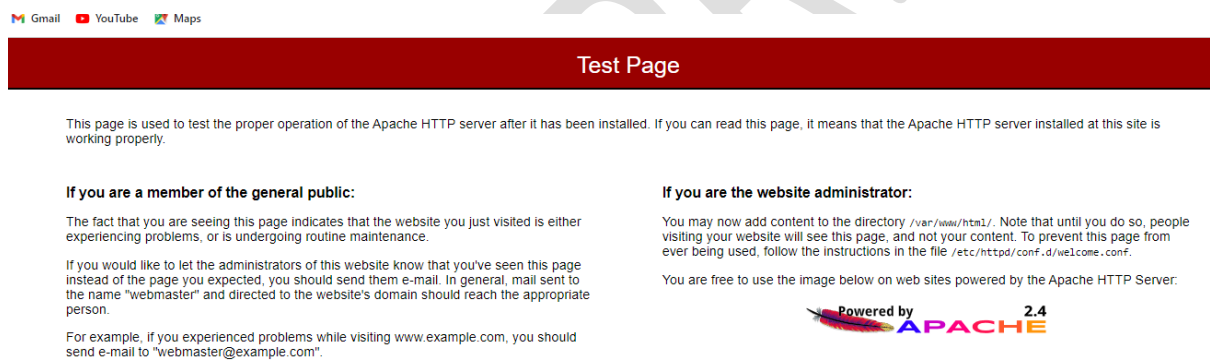 Gmail YouTube Maps
Test Page
This page is used to test the proper operation of the Apache HTTP server after it has been installed. If you can read this page, it means that the Apache HTTP server installed at this site is
working properly.
If you are a member of the general public:
The fact that you are seeing this page indicates that the website you just visited is either
experiencing problems, or is undergoing routine maintenance.
If you would like to let the administrators of this website know that you've seen this page
instead of the page you expected, you should send them e-mail. In general, mail sent to
the name "webmaster" and directed to the website's domain should reach the appropriate
person.
For example, if you experienced problems while visiting www.example.com, you should
send e-mail to "webmaster@example.com".
If you are the website administrator:
You may now add content to the directory /var/www/html/. Note that until you do so, people
visiting your website will see this page, and not your content. To prevent this page from
ever being used, follow the instructions in the file /etc/httpd/conf.d/welcome.conf.
You are free to use the image below on web sites powered by the Apache HTTP Server:
Powered by 2.4
APACHE